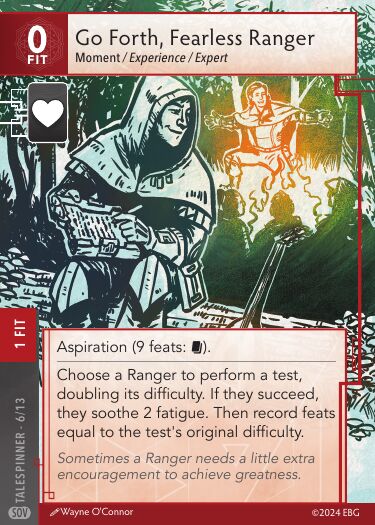 0
FIT
Go Forth, Fearless Ranger
Moment / Experience / Expert
Aspiration (9 feats: ).
Choose a Ranger to perform a test,
doubling its difficulty. If they succeed,
they soothe 2 fatigue. Then record feats
equal to the test's original difficulty.
Sometimes a Ranger needs a little extra
encouragement to achieve greatness.
1 FIT
TALESPINNER - 6/13
SOV
Wayne O'Connor
©2024 EBG